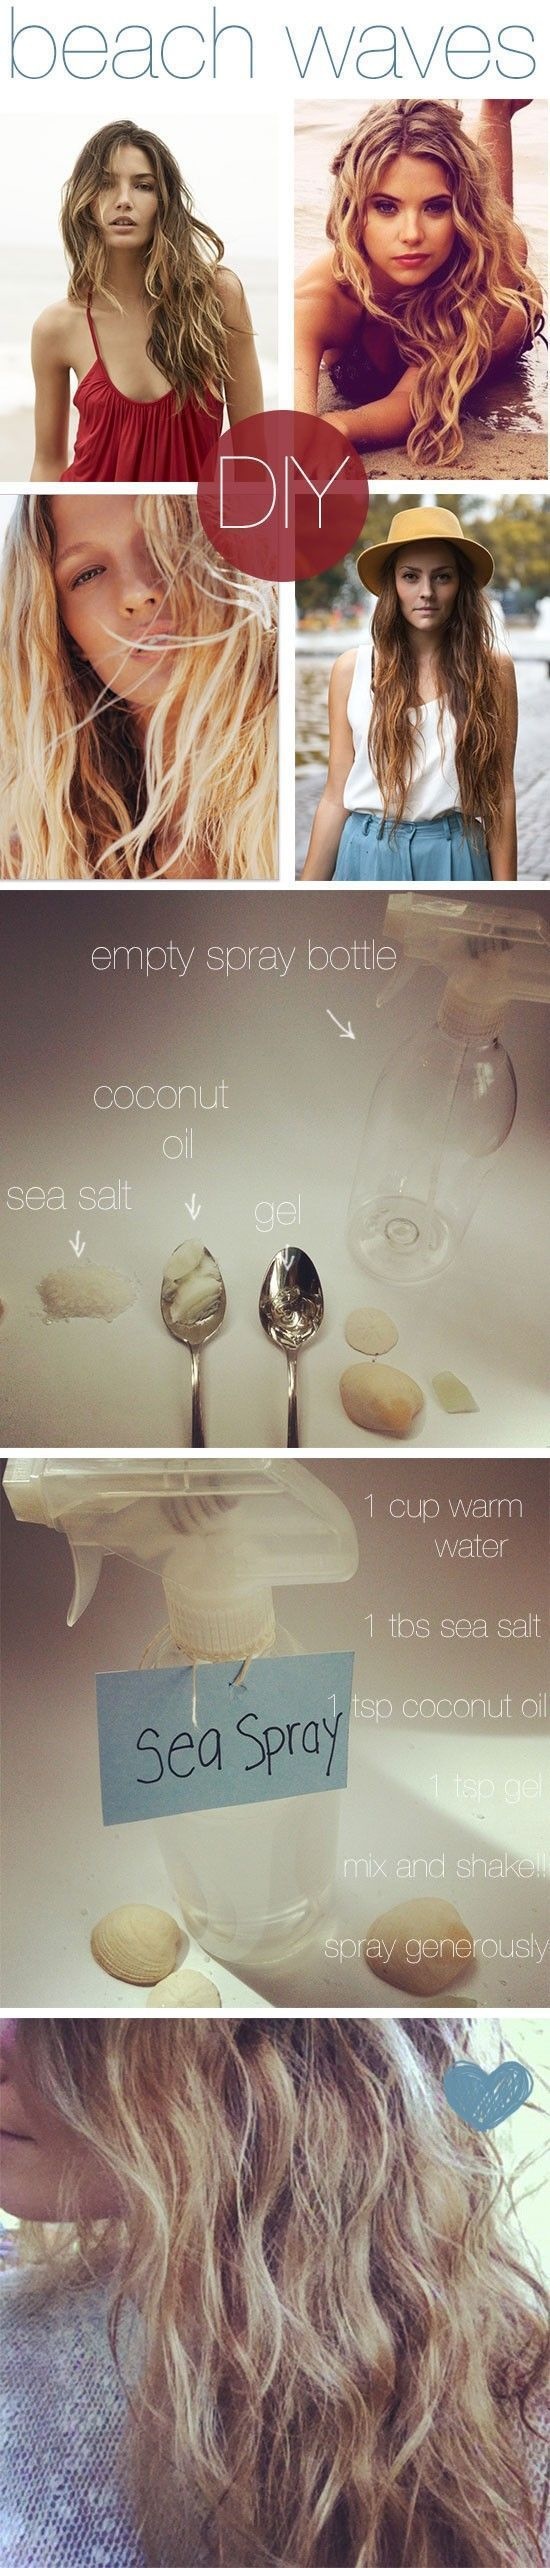 beach waves
DIY
empty spray bottle
coconut
oil
sea salt
gel
1 cup warm
water
1 tbs sea salt
1 tsp coconut oil
Sea Spray
1 tsp gel
mix and shake!!
spray generously